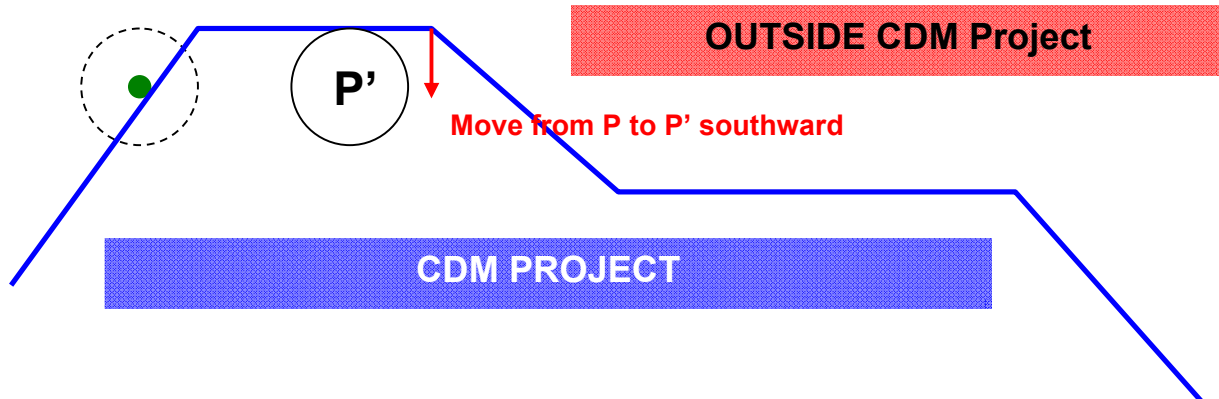 OUTSIDE CDM Project
P’
Move from P to P’ southward
CDM PROJECT